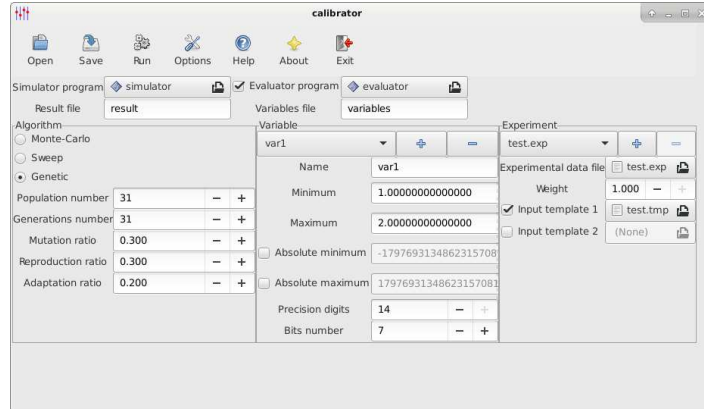 calibrator
Open Save Run Options Help About Exit
Simulator program simulator Evaluator program evaluator
Result file result Variables file variables
Algorithm
Monte-Carlo
Sweep
Genetic
Population number 31
Generations number 31
Mutation ratio 0.300
Reproduction ratio 0.300
Adaptation ratio 0.200
Variable
var1
Name var1
Minimum 1.00000000000000
Maximum 2.00000000000000
Absolute minimum -1797693134862315708
Absolute maximum 17976931348623157081
Precision digits 14
Bits number 7
Experiment
test.exp
Experimental data file test.exp
Weight 1.000
Input template 1 test.tmp
Input template 2 (None)